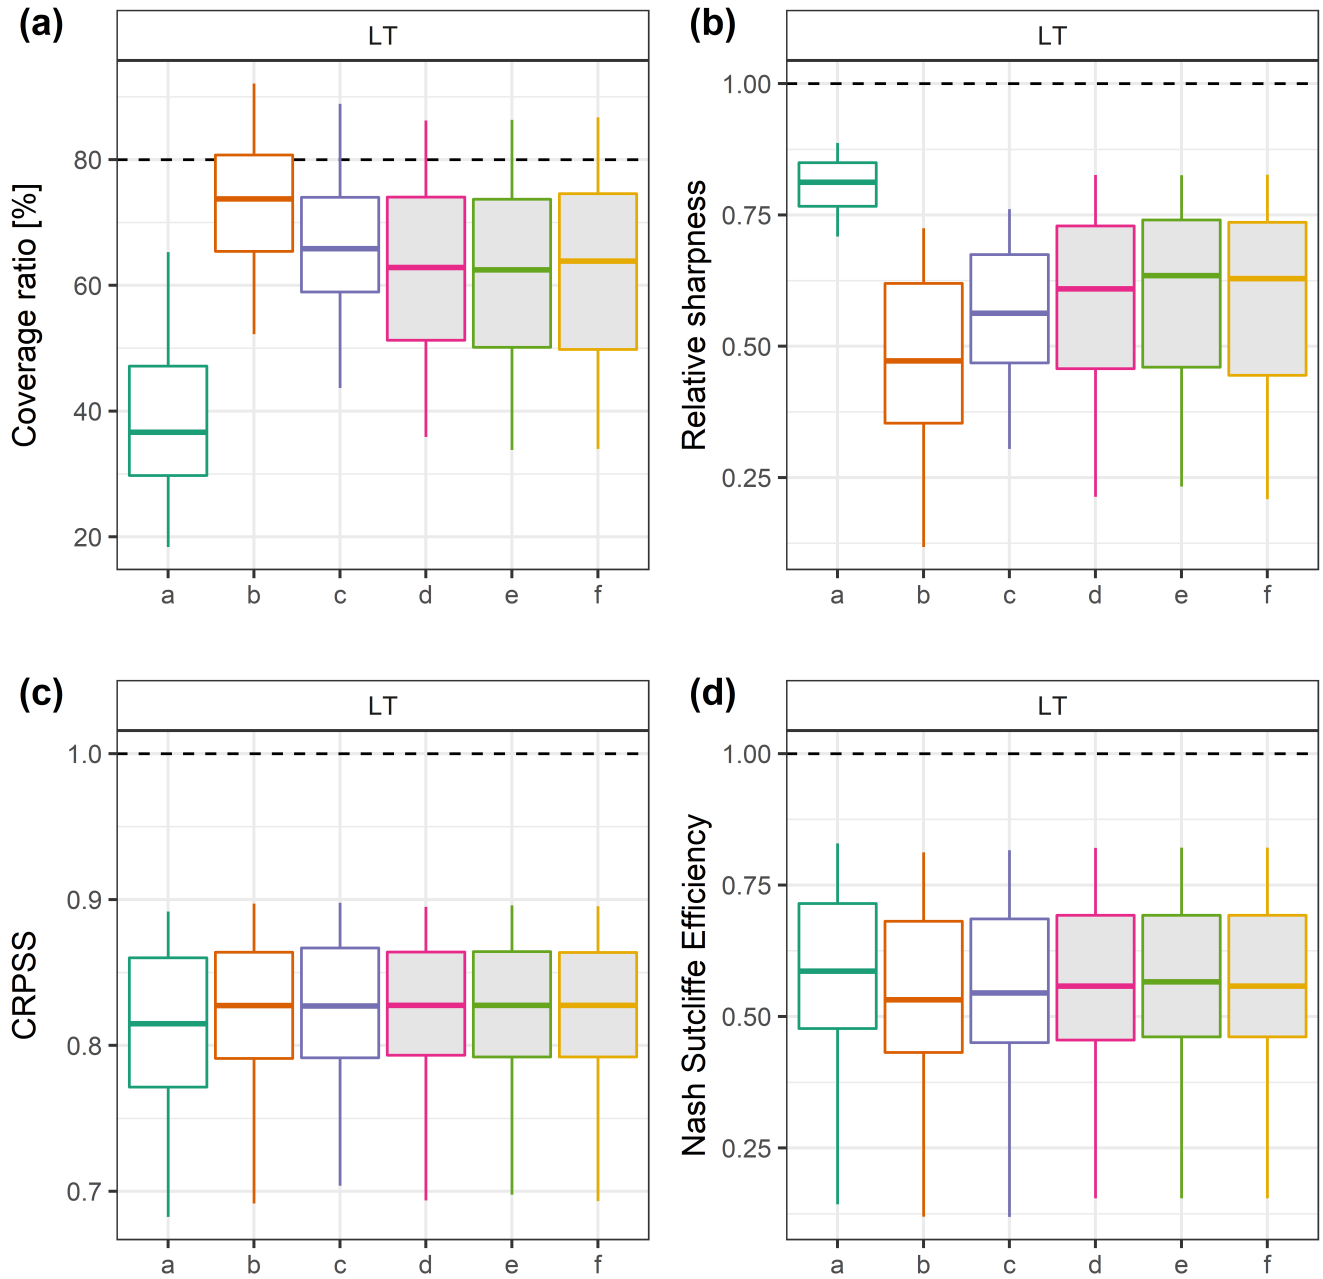 (a)
LT
Coverage ratio [%]
80
60
40
20
a b c d e f
(b)
LT
Relative sharpness
1.00
0.75
0.50
0.25
a b c d e f
(c)
LT
CRPSS
1.0
0.9
0.8
0.7
a b c d e f
(d)
LT
Nash Sutcliffe Efficiency
1.00
0.75
0.50
0.25
a b c d e f